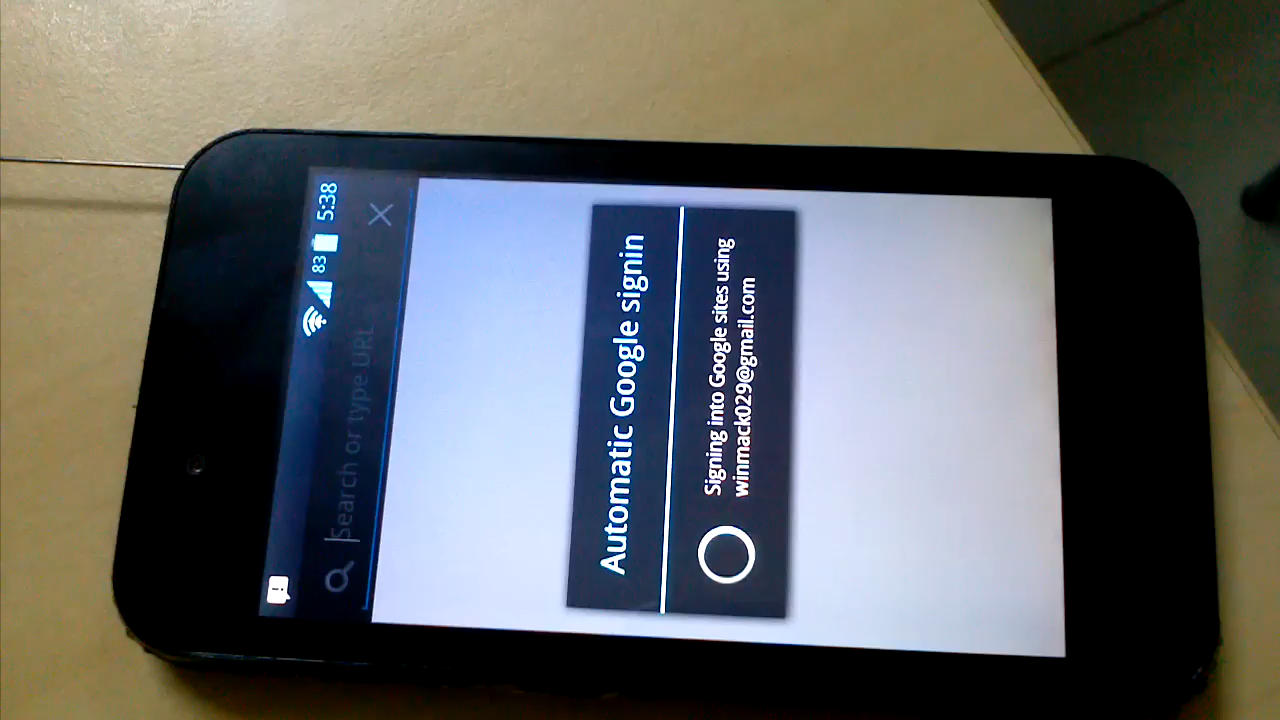 83 5:38
Search or type URL
Automatic Google signin
Signing into Google sites using
winmack029@gmail.com